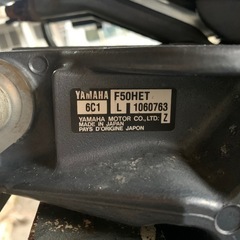 YAMAHA F50HET
6C1 L 1060763
YAMAHA MOTOR CO.,LTD.
MADE IN JAPAN Z
PAYS D'ORIGINE JAPON